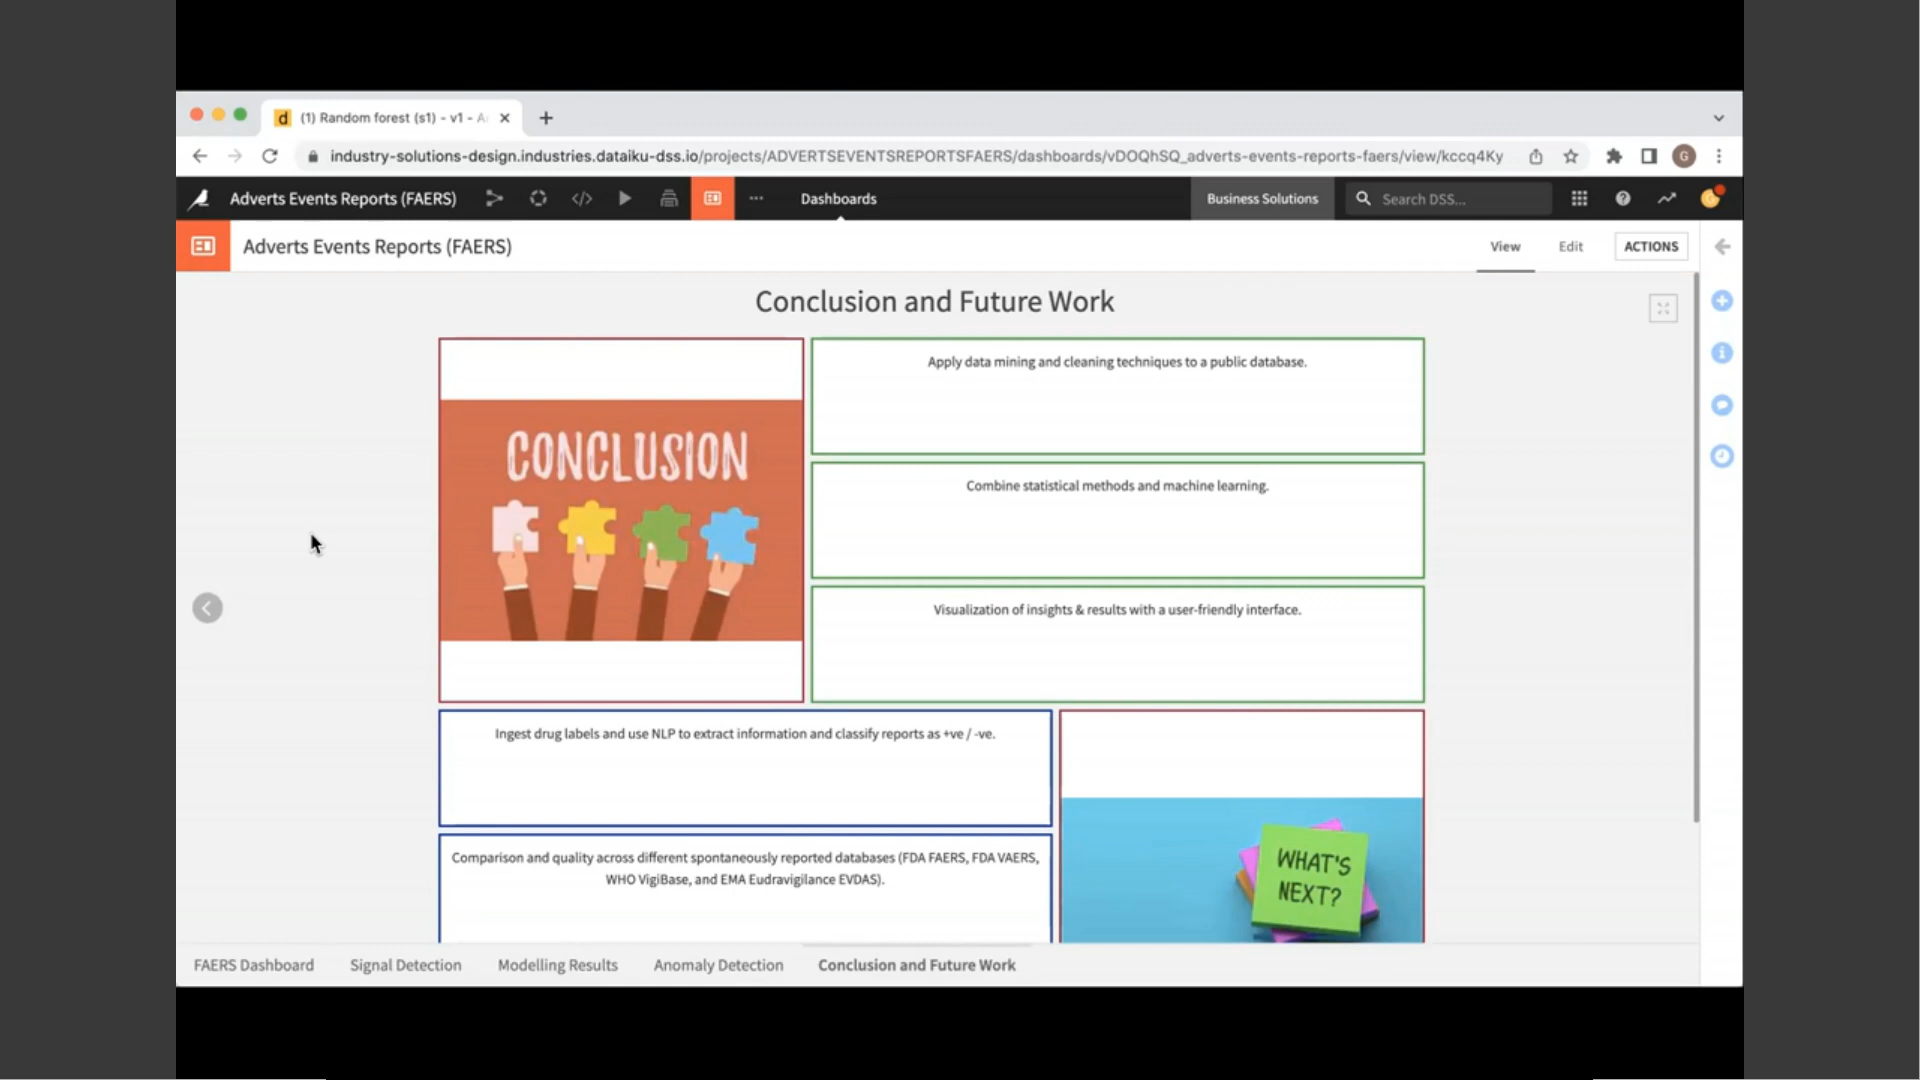 (1) Random forest (s1) - v1 - A
industry-solutions-design.industries.dataiku-dss.io/projects/ADVERTSEVENTSREPORTSFAERS/dashboards/vDOQhSQ_adverts-events-reports-faers/view/kccq4Ky
G
Adverts Events Reports (FAERS)
Dashboards
Business Solutions
Search DSS...
Adverts Events Reports (FAERS)
View
Edit
ACTIONS
Conclusion and Future Work
CONCLUSION
Apply data mining and cleaning techniques to a public database.
Combine statistical methods and machine learning.
Visualization of insights & results with a user-friendly interface.
Ingest drug labels and use NLP to extract information and classify reports as +ve / -ve.
Comparison and quality across different spontaneously reported databases (FDA FAERS, FDA VAERS,
WHO VigiBase, and EMA Eudravigilance EVDAS).
WHAT'S
NEXT?
FAERS Dashboard
Signal Detection
Modelling Results
Anomaly Detection
Conclusion and Future Work